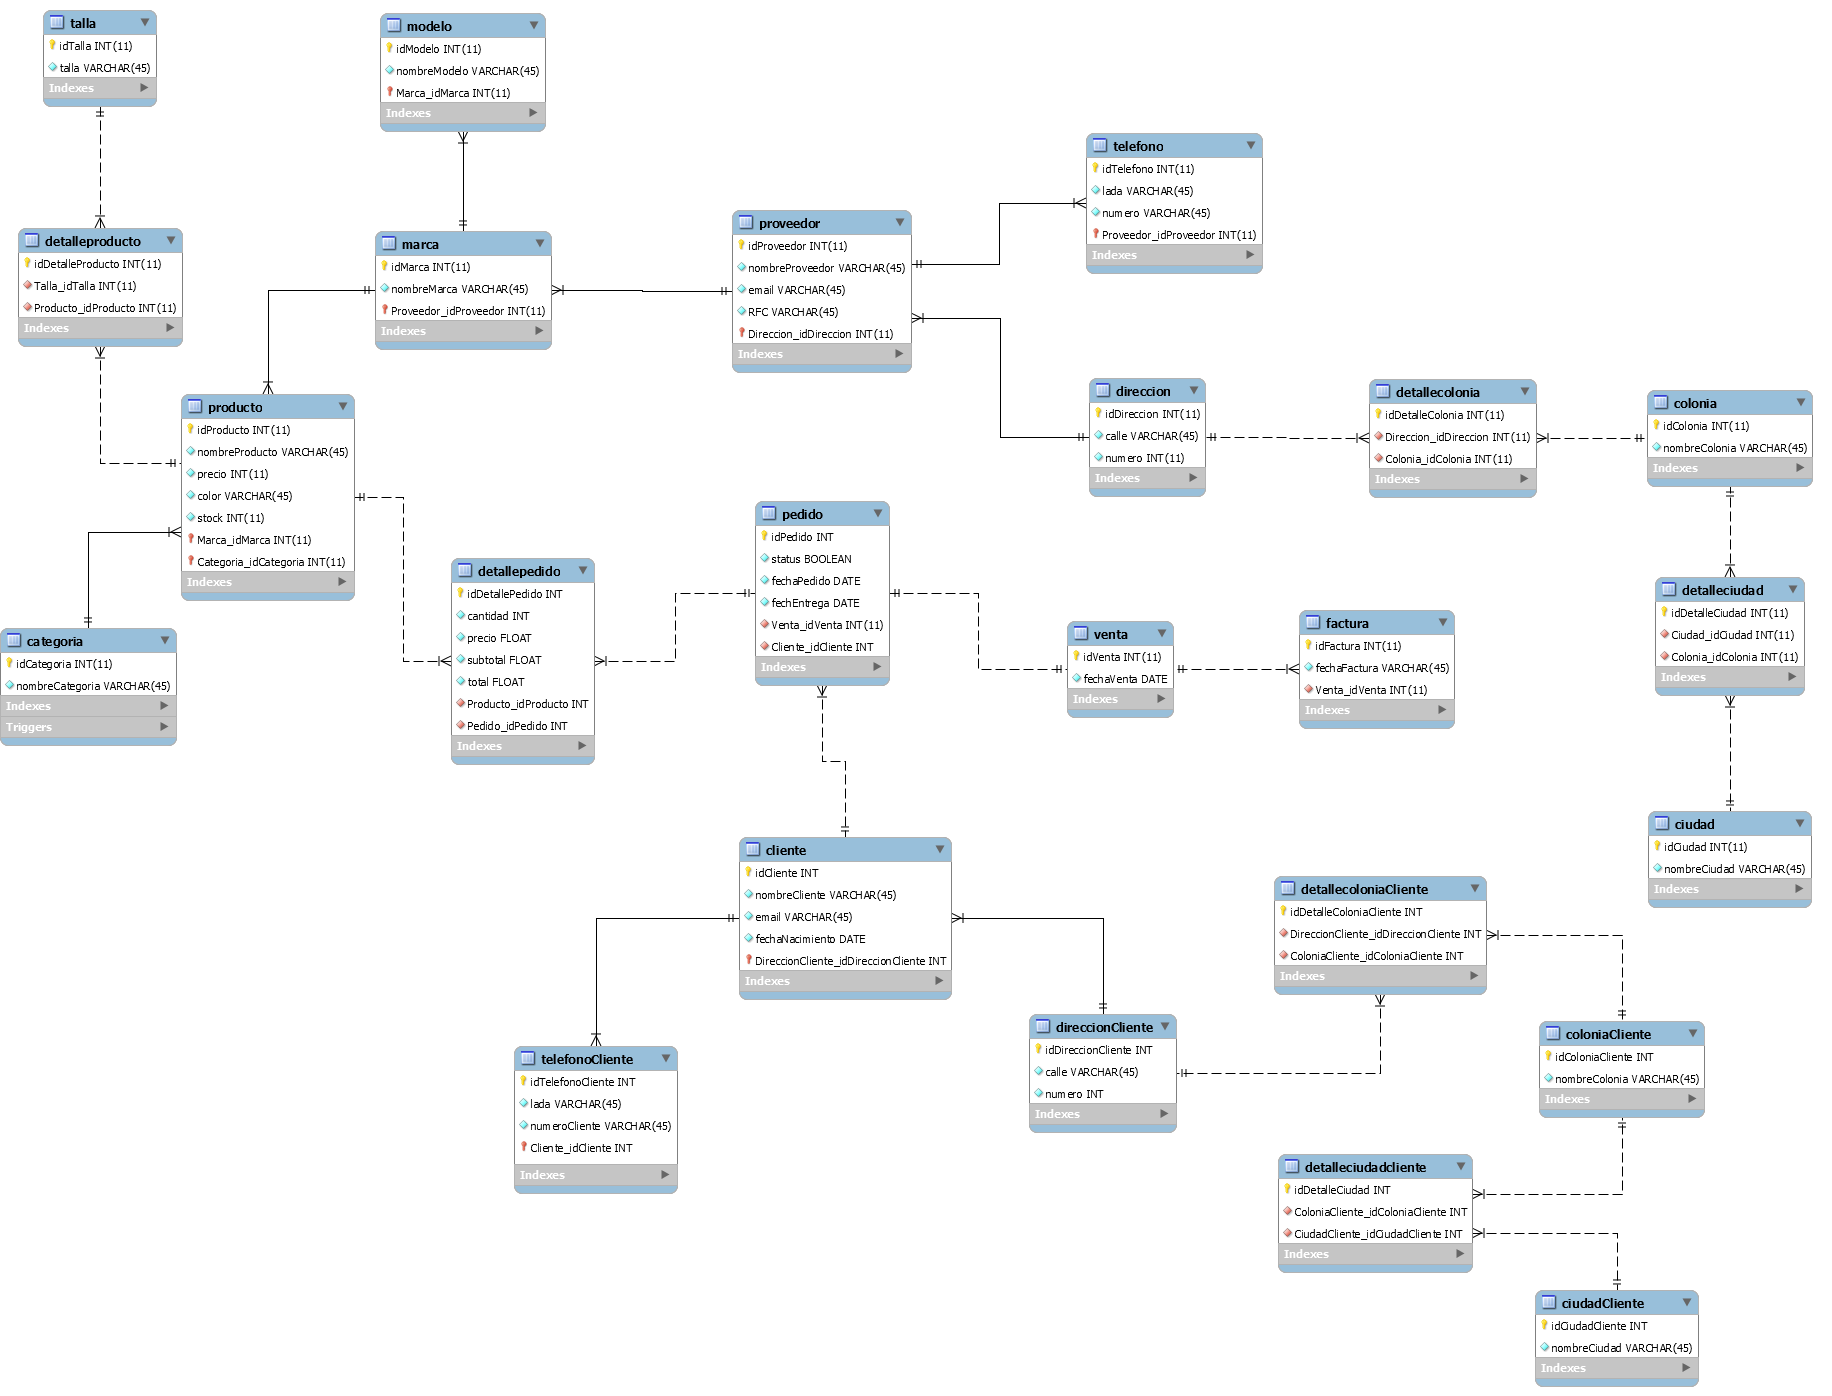 talla
idTalla INT(11)
talla VARCHAR(45)
Indexes
modelo
idModelo INT(11)
nombreModelo VARCHAR(45)
Marca_idMarca INT(11)
Indexes
telefono
idTelefono INT(11)
lada VARCHAR(45)
numero VARCHAR(45)
Proveedor_idProveedor INT(11)
Indexes
detalleproducto
idDetalleProducto INT(11)
Talla_idTalla INT(11)
Producto_idProducto INT(11)
Indexes
marca
idMarca INT(11)
nombreMarca VARCHAR(45)
Proveedor_idProveedor INT(11)
Indexes
proveedor
idProveedor INT(11)
nombreProveedor VARCHAR(45)
email VARCHAR(45)
RFC VARCHAR(45)
Direccion_idDireccion INT(11)
Indexes
producto
idProducto INT(11)
nombreProducto VARCHAR(45)
precio INT(11)
color VARCHAR(45)
stock INT(11)
Marca_idMarca INT(11)
Categoria_idCategoria INT(11)
Indexes
direccion
idDireccion INT(11)
calle VARCHAR(45)
numero INT(11)
Indexes
detallecolonia
idDetalleColonia INT(11)
Direccion_idDireccion INT(11)
Colonia_idColonia INT(11)
Indexes
colonia
idColonia INT(11)
nombreColonia VARCHAR(45)
Indexes
categoria
idCategoria INT(11)
nombreCategoria VARCHAR(45)
Indexes
Triggers
detallepedido
idDetallePedido INT
cantidad INT
precio FLOAT
subtotal FLOAT
total FLOAT
Producto_idProducto INT
Pedido_idPedido INT
Indexes
pedido
idPedido INT
status BOOLEAN
fechaPedido DATE
fechEntrega DATE
Venta_idVenta INT(11)
Cliente_idCliente INT
Indexes
venta
idVenta INT(11)
fechaVenta DATE
Indexes
factura
idFactura INT(11)
fechaFactura VARCHAR(45)
Venta_idVenta INT(11)
Indexes
detalleciudad
idDetalleCiudad INT(11)
Ciudad_idCiudad INT(11)
Colonia_idColonia INT(11)
Indexes
ciudad
idCiudad INT(11)
nombreCiudad VARCHAR(45)
Indexes
cliente
idCliente INT
nombreCliente VARCHAR(45)
email VARCHAR(45)
fechaNacimiento DATE
DireccionCliente_idDireccionCliente INT
Indexes
detallecoloniaCliente
idDetalleColoniaCliente INT
DireccionCliente_idDireccionCliente INT
ColoniaCliente_idColoniaCliente INT
Indexes
telefonoCliente
idTelefonoCliente INT
lada VARCHAR(45)
numeroCliente VARCHAR(45)
Cliente_idCliente INT
Indexes
direccionCliente
idDireccionCliente INT
calle VARCHAR(45)
numero INT
Indexes
coloniaCliente
idColoniaCliente INT
nombreColonia VARCHAR(45)
Indexes
detalleciudadcliente
idDetalleCiudad INT
ColoniaCliente_idColoniaCliente INT
CiudadCliente_idCiudadCliente INT
Indexes
ciudadCliente
idCiudadCliente INT
nombreCiudad VARCHAR(45)
Indexes